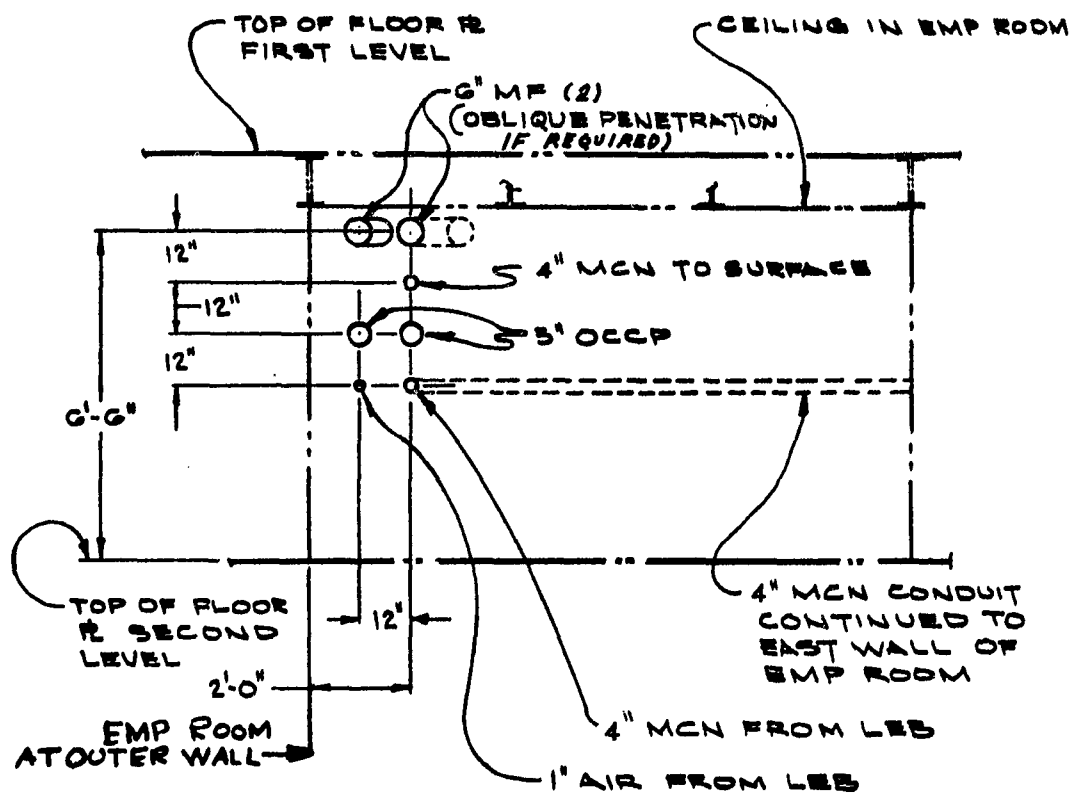 TOP OF FLOOR ℞
FIRST LEVEL
CEILING IN EMP ROOM
6" MF (2)
(OBLIQUE PENETRATION
IF REQUIRED)
12"
4" MCN TO SURFACE
12"
5" OCCP
12"
6'-6"
TOP OF FLOOR
℞ SECOND
LEVEL
12"
4" MCN CONDUIT
CONTINUED TO
EAST WALL OF
EMP ROOM
2'-0"
EMP ROOM
AT OUTER WALL
4" MCN FROM LEB
1" AIR FROM LEB